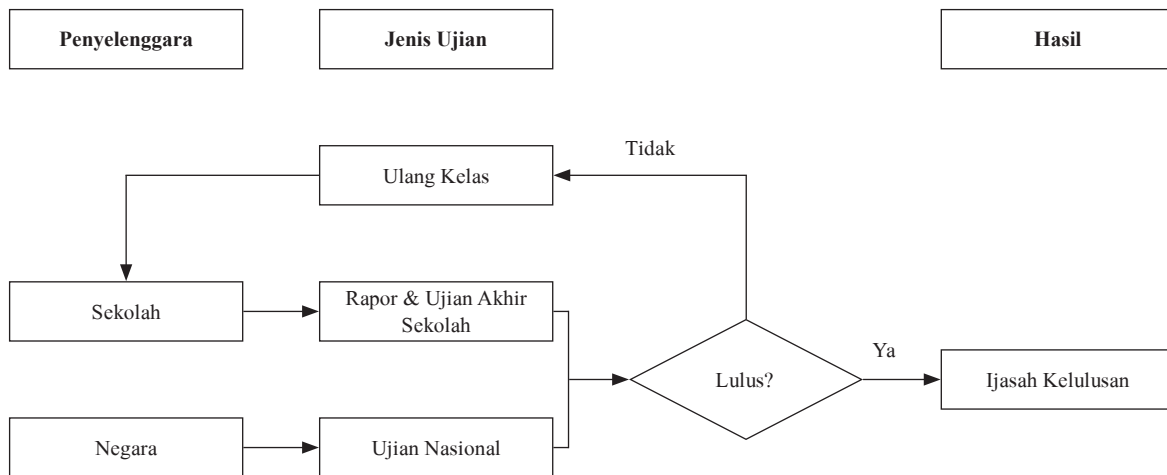 Penyelenggara
Jenis Ujian
Hasil
Tidak
Ulang Kelas
Sekolah
Rapor & Ujian Akhir
Sekolah
Ya
Lulus?
Ijasah Kelulusan
Negara
Ujian Nasional